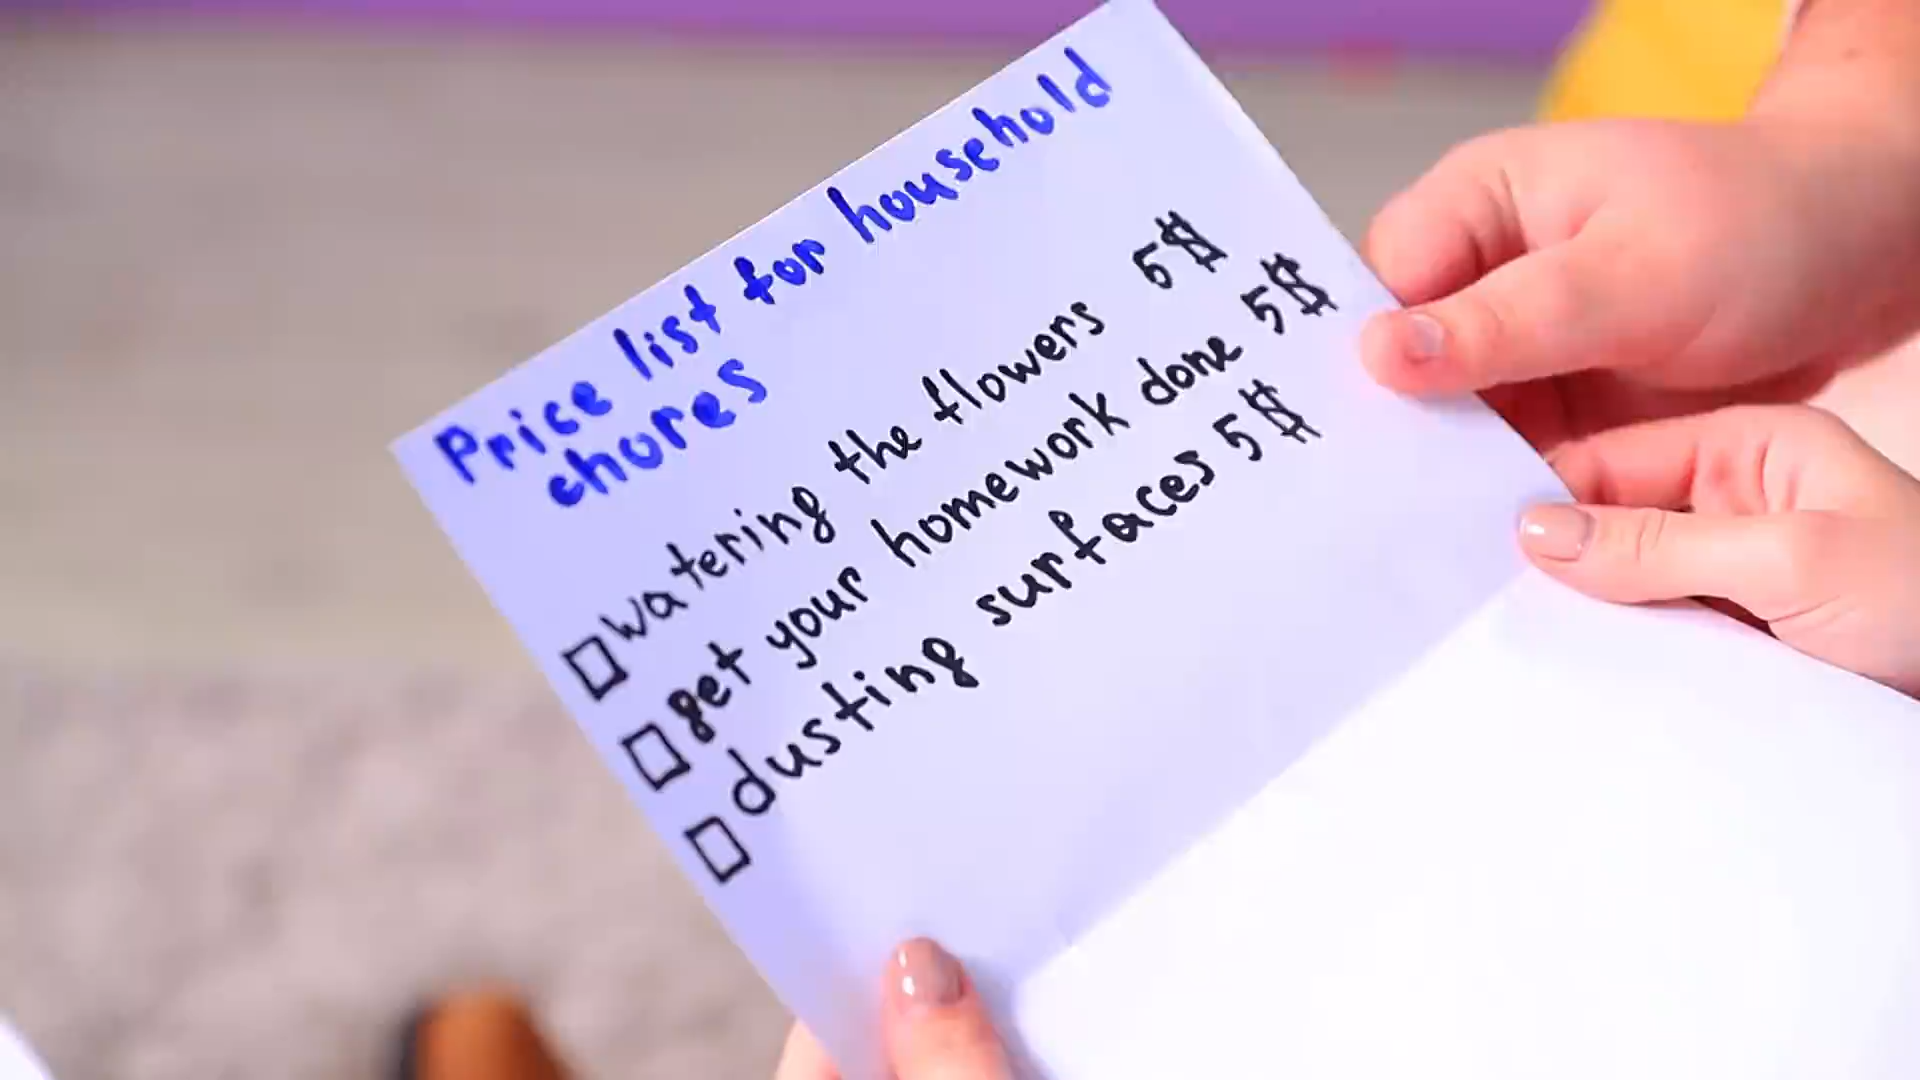 Price list for household
chores
watering the flowers 5$
get your homework done 5$
dusting surfaces 5$